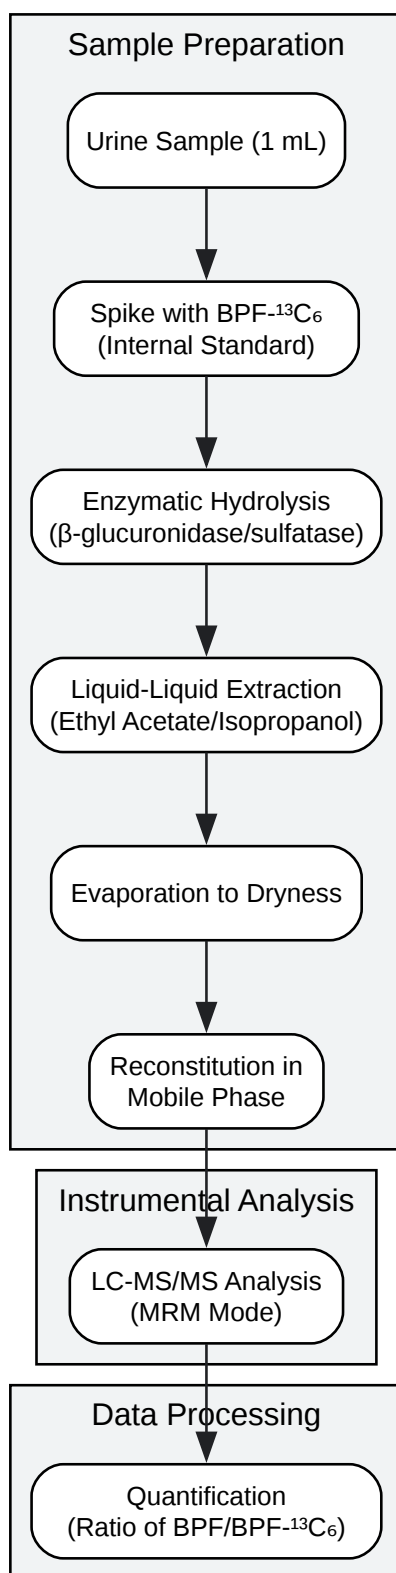 Sample Preparation
Urine Sample (1 mL)
Spike with BPF-¹³C₆
(Internal Standard)
Enzymatic Hydrolysis
(β-glucuronidase/sulfatase)
Liquid-Liquid Extraction
(Ethyl Acetate/Isopropanol)
Evaporation to Dryness
Reconstitution in
Mobile Phase
Instrumental Analysis
LC-MS/MS Analysis
(MRM Mode)
Data Processing
Quantification
(Ratio of BPF/BPF-¹³C₆)